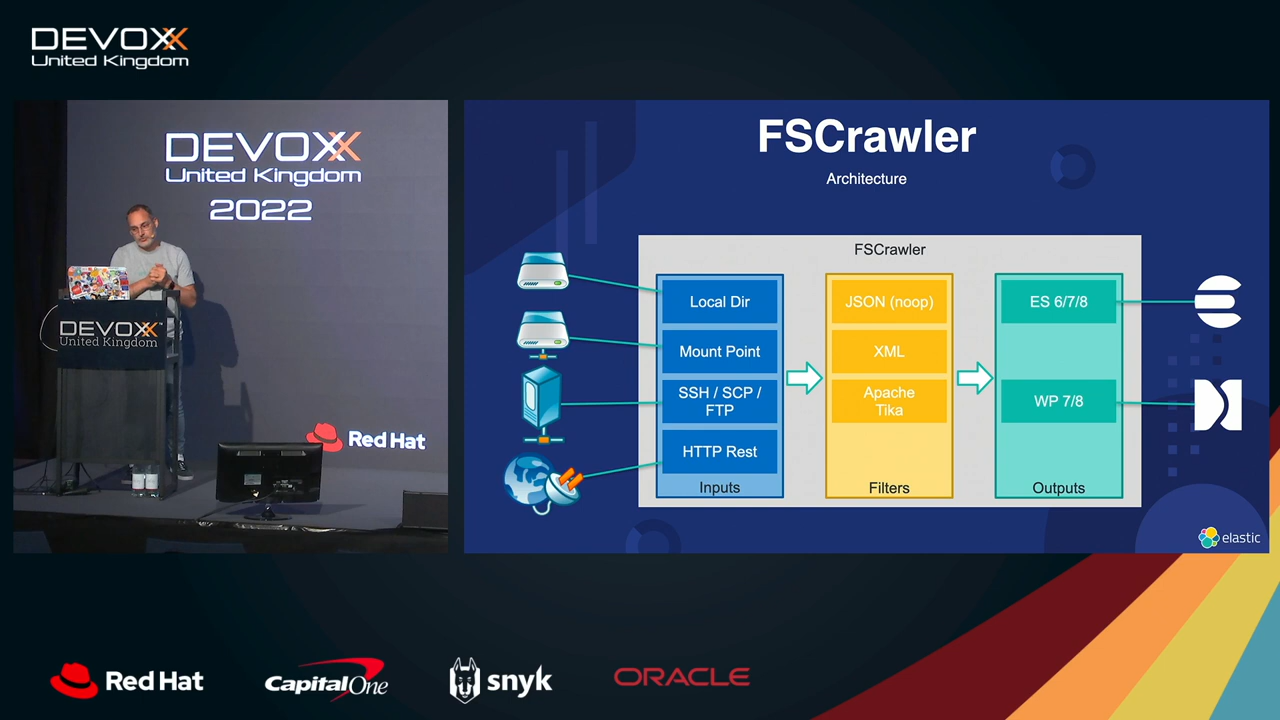 DEVOXX
United Kingdom
DEVOXX
United Kingdom
2022
DEVOXX
United Kingdom
Red Hat
FSCrawler
Architecture
FSCrawler
Local Dir
Mount Point
SSH / SCP /
FTP
HTTP Rest
Inputs
JSON (noop)
XML
Apache
Tika
Filters
ES 6/7/8
WP 7/8
Outputs
elastic
Red Hat
CapitalOne
snyk
ORACLE